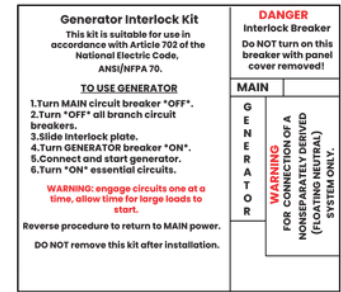 Generator Interlock Kit
This kit is suitable for use in
accordance with Article 702 of the
National Electric Code,
ANSI/NFPA 70.
TO USE GENERATOR
1.Turn MAIN circuit breaker *OFF*.
2.Turn *OFF* all branch circuit
breakers.
3.Slide Interlock plate.
4.Turn GENERATOR breaker *ON*.
5.Connect and start generator.
6.Turn *ON* essential circuits.
WARNING: engage circuits one at a
time, allow time for large loads to
start.
Reverse procedure to return to MAIN power.
DO NOT remove this kit after installation.
DANGER
Interlock Breaker
Do NOT turn on this
breaker with panel
cover removed!
MAIN
GENERATOR
WARNING
FOR CONNECTION OF A
NONSEPARATELY DERIVED
(FLOATING NEUTRAL)
SYSTEM ONLY.